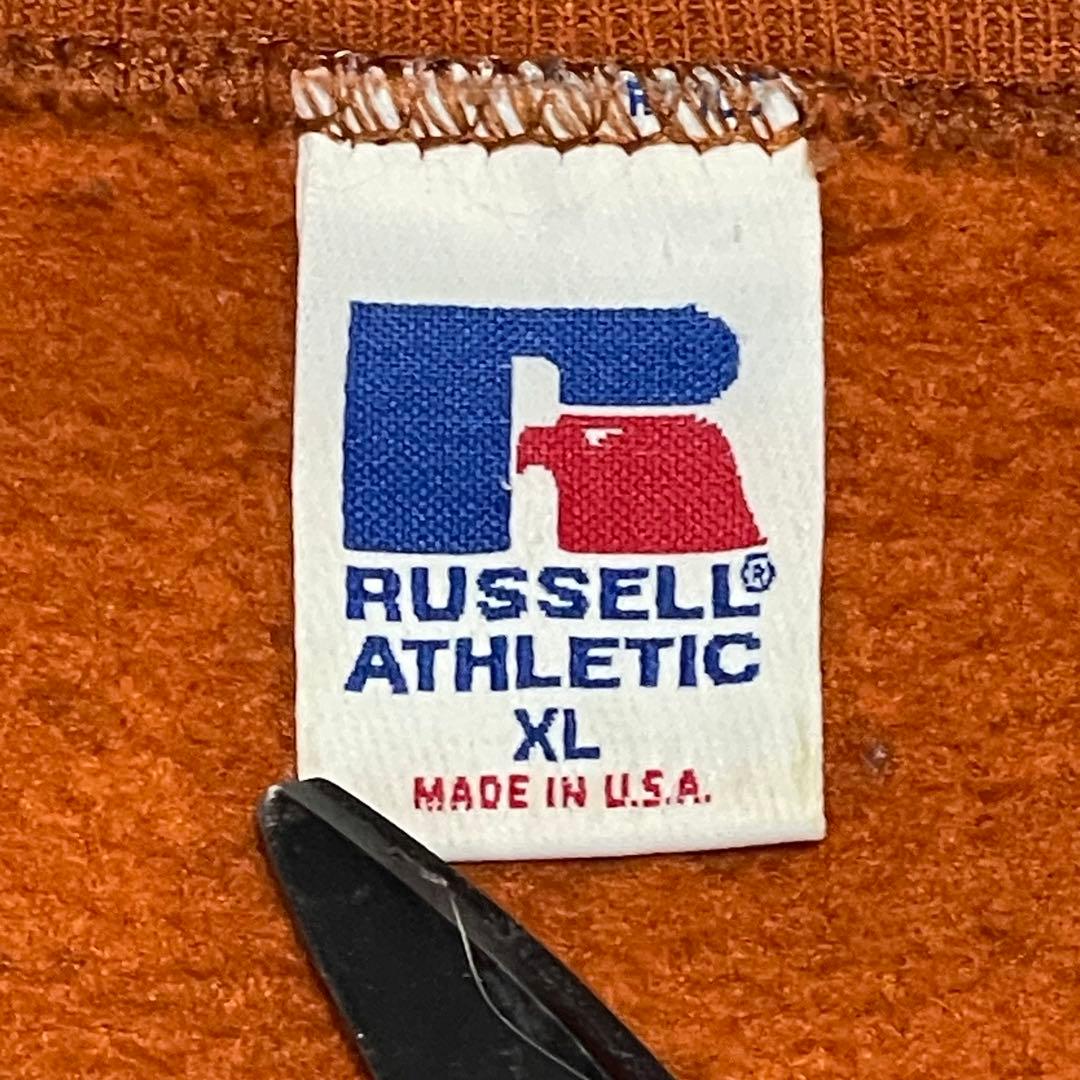 RUSSELL®
ATHLETIC
XL
MADE IN U.S.A.